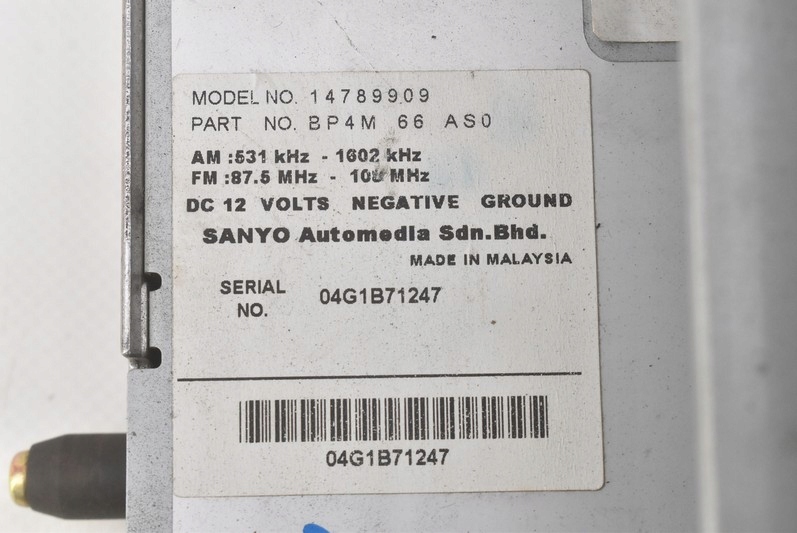 MODEL NO. 14789909
PART NO. BP4M 66 AS0
AM :531 kHz - 1602 kHz
FM :87.5 MHz - 108 MHz
DC 12 VOLTS NEGATIVE GROUND
SANYO Automedia Sdn.Bhd.
MADE IN MALAYSIA
SERIAL NO. 04G1B71247
04G1B71247